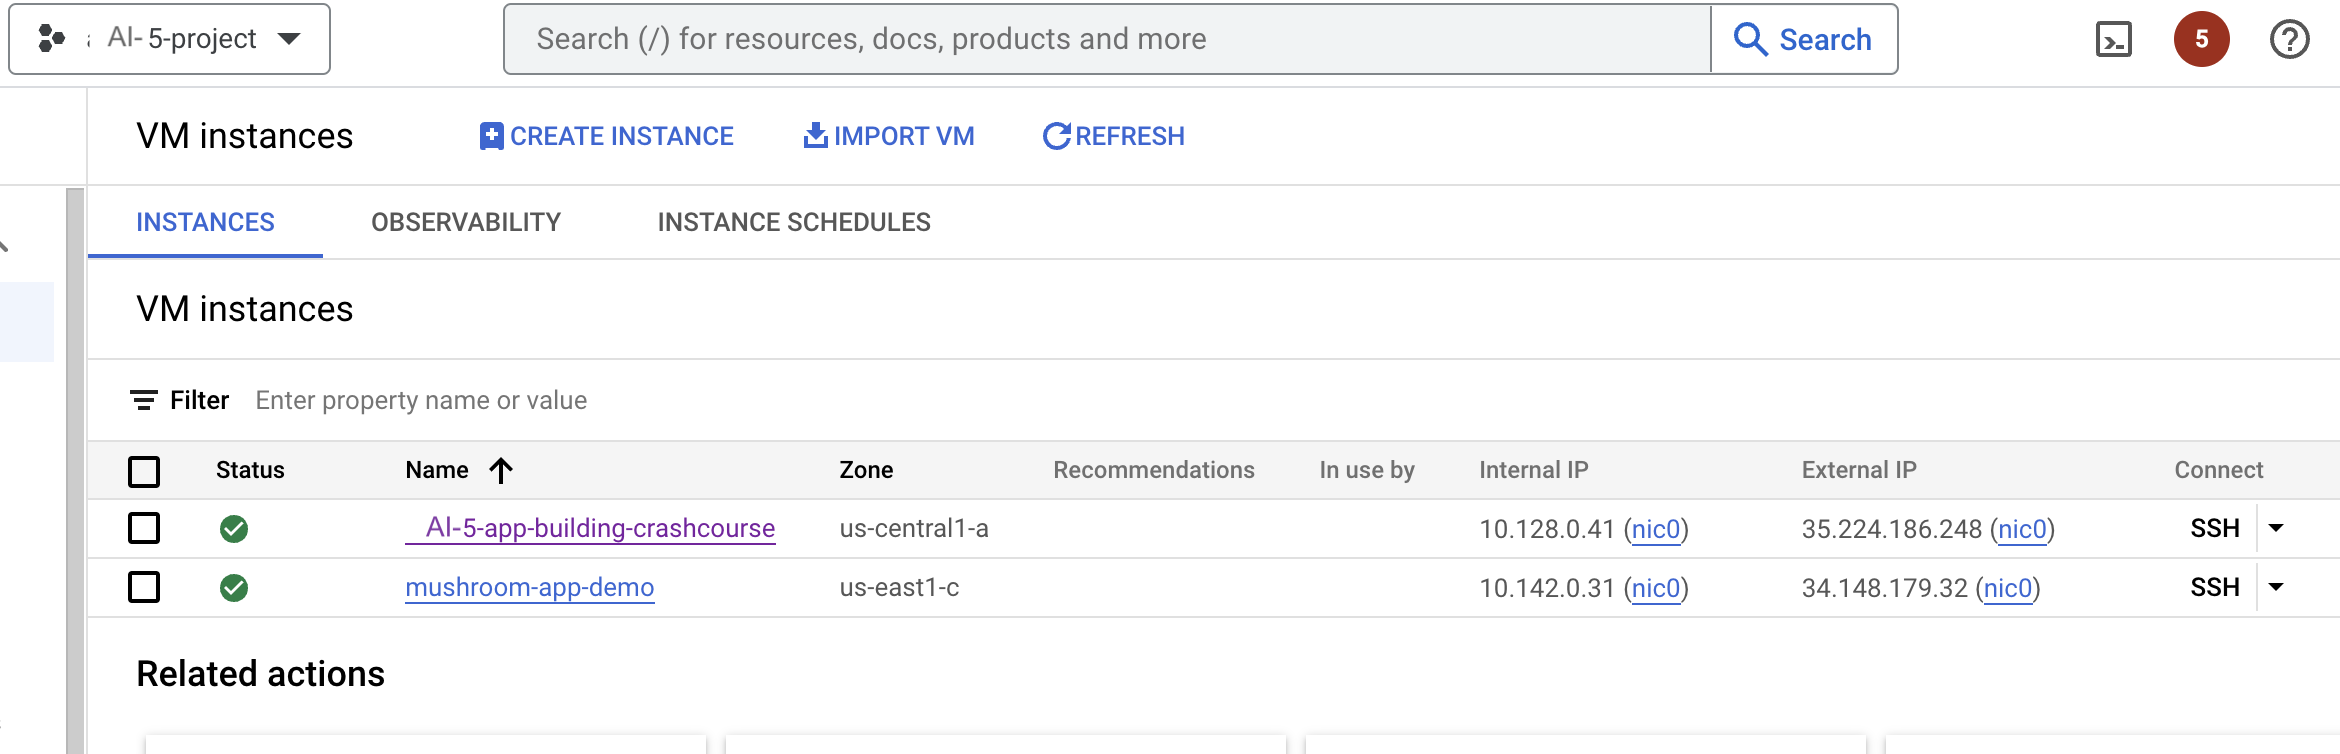 AI- 5-project
Search (/) for resources, docs, products and more
Search
5
VM instances
CREATE INSTANCE
IMPORT VM
REFRESH
INSTANCES
OBSERVABILITY
INSTANCE SCHEDULES
VM instances
Filter Enter property name or value
Status Name Zone Recommendations In use by Internal IP External IP Connect
AI-5-app-building-crashcourse us-central1-a 10.128.0.41 (nic0) 35.224.186.248 (nic0) SSH
mushroom-app-demo us-east1-c 10.142.0.31 (nic0) 34.148.179.32 (nic0) SSH
Related actions